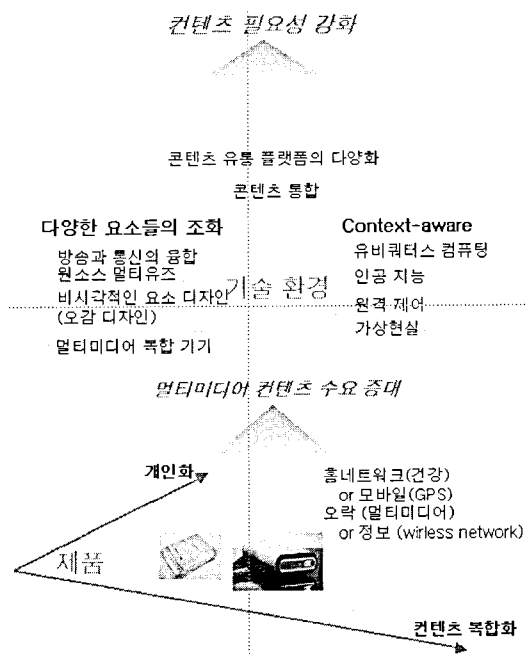 컨텐츠 필요성 강화
콘텐츠 유통 플랫폼의 다양화
콘텐츠 통합
다양한 요소들의 조화
방송과 통신의 융합
원소스 멀티유즈
비시각적인 요소 디자인
(오감 디자인)
멀티미디어 복합 기기
기술 환경
Context-aware
유비쿼터스 컴퓨팅
인공 지능
원격 제어
가상현실
멀티미디어 컨텐츠 수요 증대
개인화
홈네트워크(건강)
or 모바일(GPS)
오락 (멀티미디어)
or 정보 (wirless network)
제품
컨텐츠 복합화